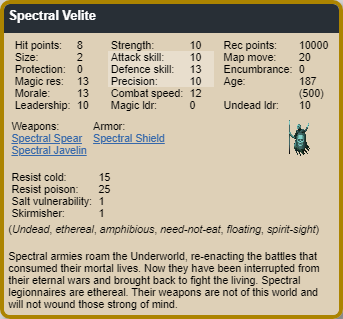 Spectral Velite
Hit points: 8 Strength: 10 Rec points: 10000
Size: 2 Attack skill: 10 Map move: 20
Protection: 0 Defence skill: 13 Encumbrance: 0
Magic res: 13 Precision: 10 Age: 187
Morale: 13 Combat speed: 12 (500)
Leadership: 10 Magic ldr: Undead ldr: 10
Weapons: Armor:
Spectral Spear Spectral Shield
Spectral Javelin
Resist cold: 15
Resist poison: 25
Salt vulnerability: 1
Skirmisher: 1
(Undead, ethereal, amphibious, need-not-eat, floating, spirit-sight)
Spectral armies roam the Underworld, re-enacting the battles that
consumed their mortal lives. Now they have been interrupted from
their eternal wars and brought back to fight the living. Spectral
legionnaires are ethereal. Their weapons are not of this world and
will not wound those strong of mind.